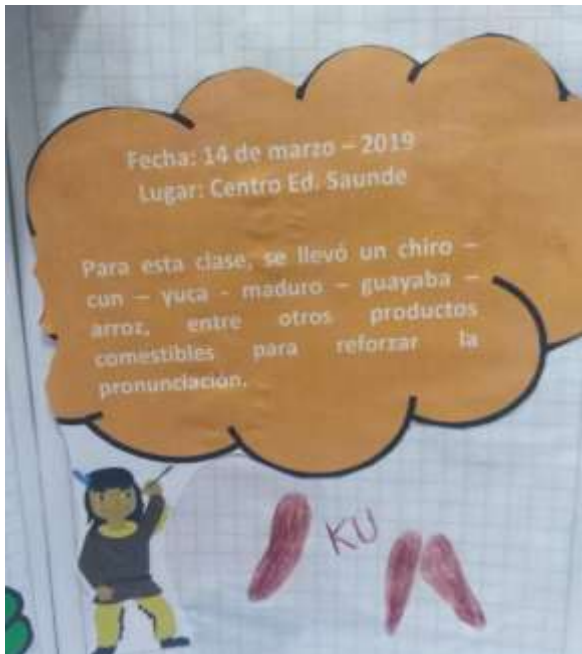 Fecha: 14 de marzo – 2019
Lugar: Centro Ed. Saunde
Para esta clase, se llevó un chiro –
cun – yuca - maduro – guayaba –
arroz, entre otros productos
comestibles para reforzar la
pronunciación.
KU